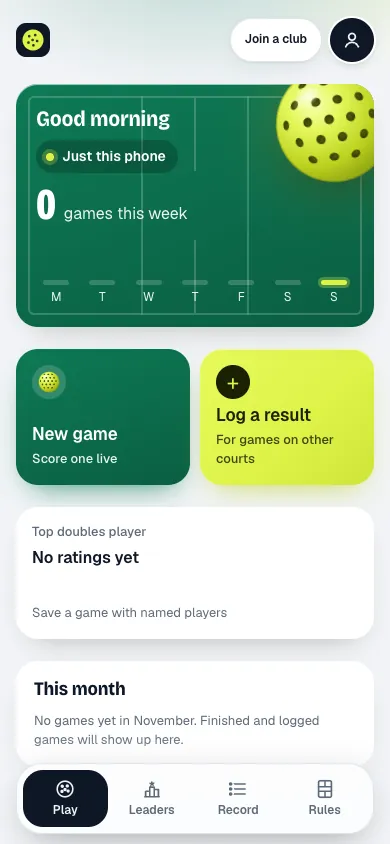 Join a club
Good morning
Just this phone
0 games this week
M T W T F S S
New game
Score one live
+
Log a result
For games on other
courts
Top doubles player
No ratings yet
Save a game with named players
This month
No games yet in November. Finished and logged
games will show up here.
Play Leaders Record Rules